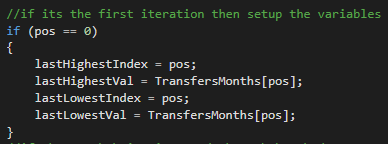 //if its the first iteration then setup the variables
if (pos == 0)
{
lastHighestIndex = pos;
lastHighestVal = TransfersMonths[pos];
lastLowestIndex = pos;
lastLowestVal = TransfersMonths[pos];
}